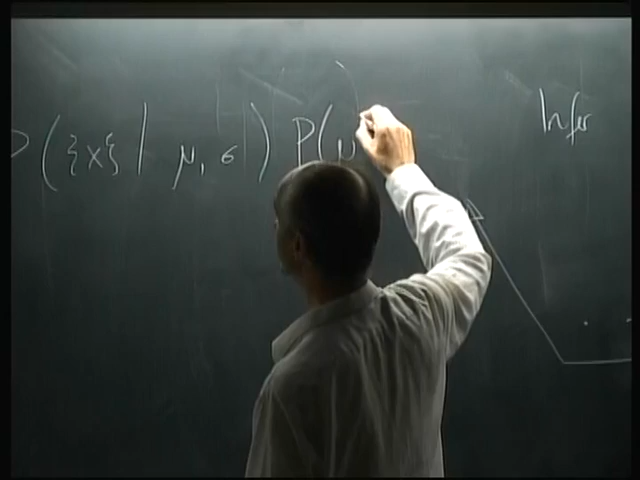 P({x} | μ, σ) P(μ
Infer